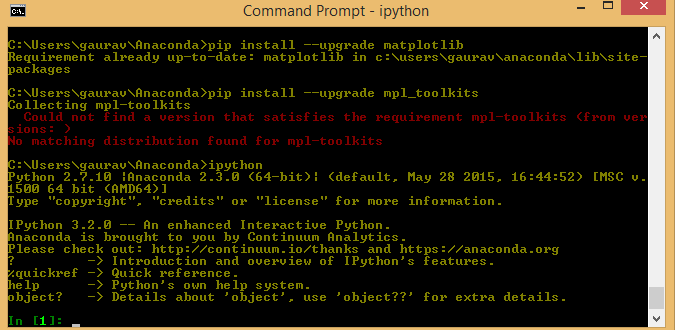 Command Prompt - ipython
C:\Users\gaurav\Anaconda>pip install --upgrade matplotlib
Requirement already up-to-date: matplotlib in c:\users\gaurav\anaconda\lib\site-
packages
C:\Users\gaurav\Anaconda>pip install --upgrade mpl_toolkits
Collecting mpl-toolkits
  Could not find a version that satisfies the requirement mpl-toolkits (from ver
sions: )
No matching distribution found for mpl-toolkits
C:\Users\gaurav\Anaconda>ipython
Python 2.7.10 |Anaconda 2.3.0 (64-bit)| (default, May 28 2015, 16:44:52) [MSC v.
1500 64 bit (AMD64)]
Type "copyright", "credits" or "license" for more information.
IPython 3.2.0 -- An enhanced Interactive Python.
Anaconda is brought to you by Continuum Analytics.
Please check out: http://continuum.io/thanks and https://anaconda.org
?         -> Introduction and overview of IPython's features.
%quickref -> Quick reference.
help      -> Python's own help system.
object?   -> Details about 'object', use 'object??' for extra details.
In [1]: